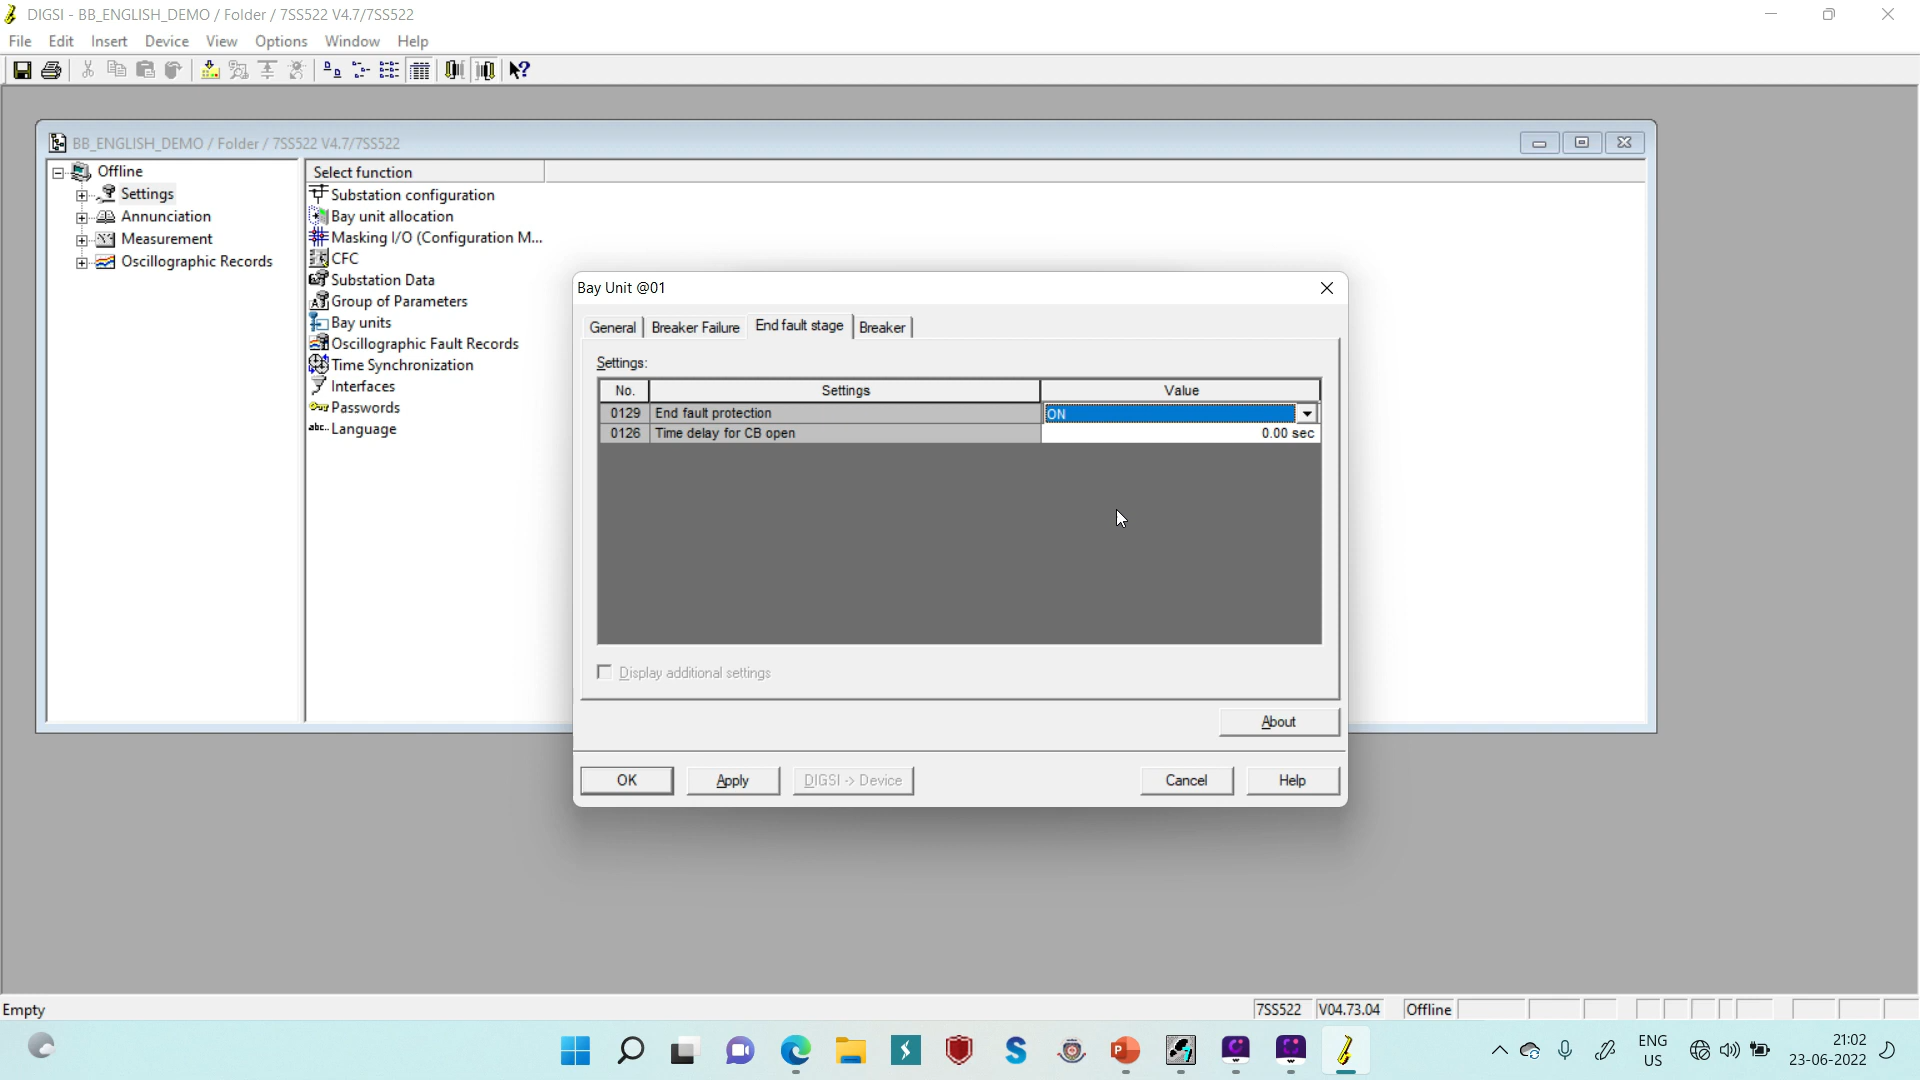 DIGSI - BB_ENGLISH_DEMO / Folder / 7SS522 V4.7/7SS522
File Edit Insert Device View Options Window Help
BB_ENGLISH_DEMO / Folder / 7SS522 V4.7/7SS522
Offline
Settings
Annunciation
Measurement
Oscillographic Records
Select function
Substation configuration
Bay unit allocation
Masking I/O (Configuration M...
CFC
Substation Data
Group of Parameters
Bay units
Oscillographic Fault Records
Time Synchronization
Interfaces
Passwords
Language
Bay Unit @01
General Breaker Failure End fault stage Breaker
Settings:
No. Settings Value
0129 End fault protection ON
0126 Time delay for CB open 0.00 sec
Display additional settings
About
OK Apply DIGSI -> Device Cancel Help
Empty 7SS522 V04.73.04 Offline
ENG
US
21:02
23-06-2022